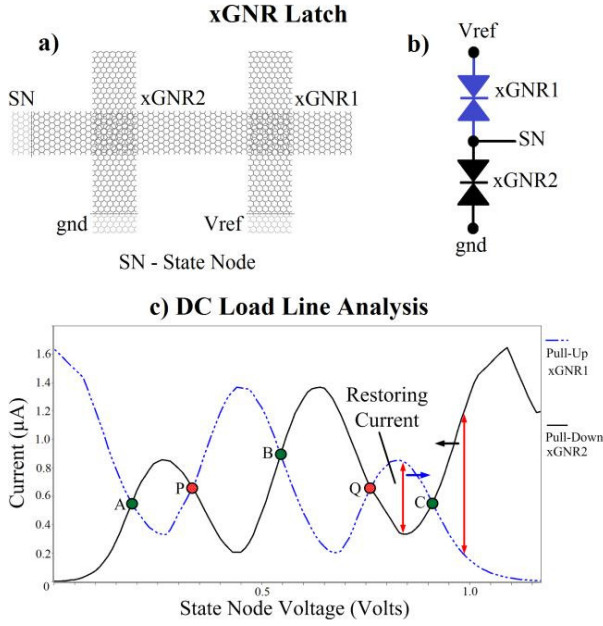 xGNR Latch
a)
SN
xGNR2
xGNR1
gnd
Vref
SN - State Node
b)
Vref
xGNR1
SN
xGNR2
gnd
c) DC Load Line Analysis
Current (µA)
1.6
1.4
1.2
1.0
0.8
0.6
0.4
0.2
0
0.5
1.0
State Node Voltage (Volts)
A
P
B
Q
C
Restoring
Current
Pull-Up
xGNR1
Pull-Down
xGNR2